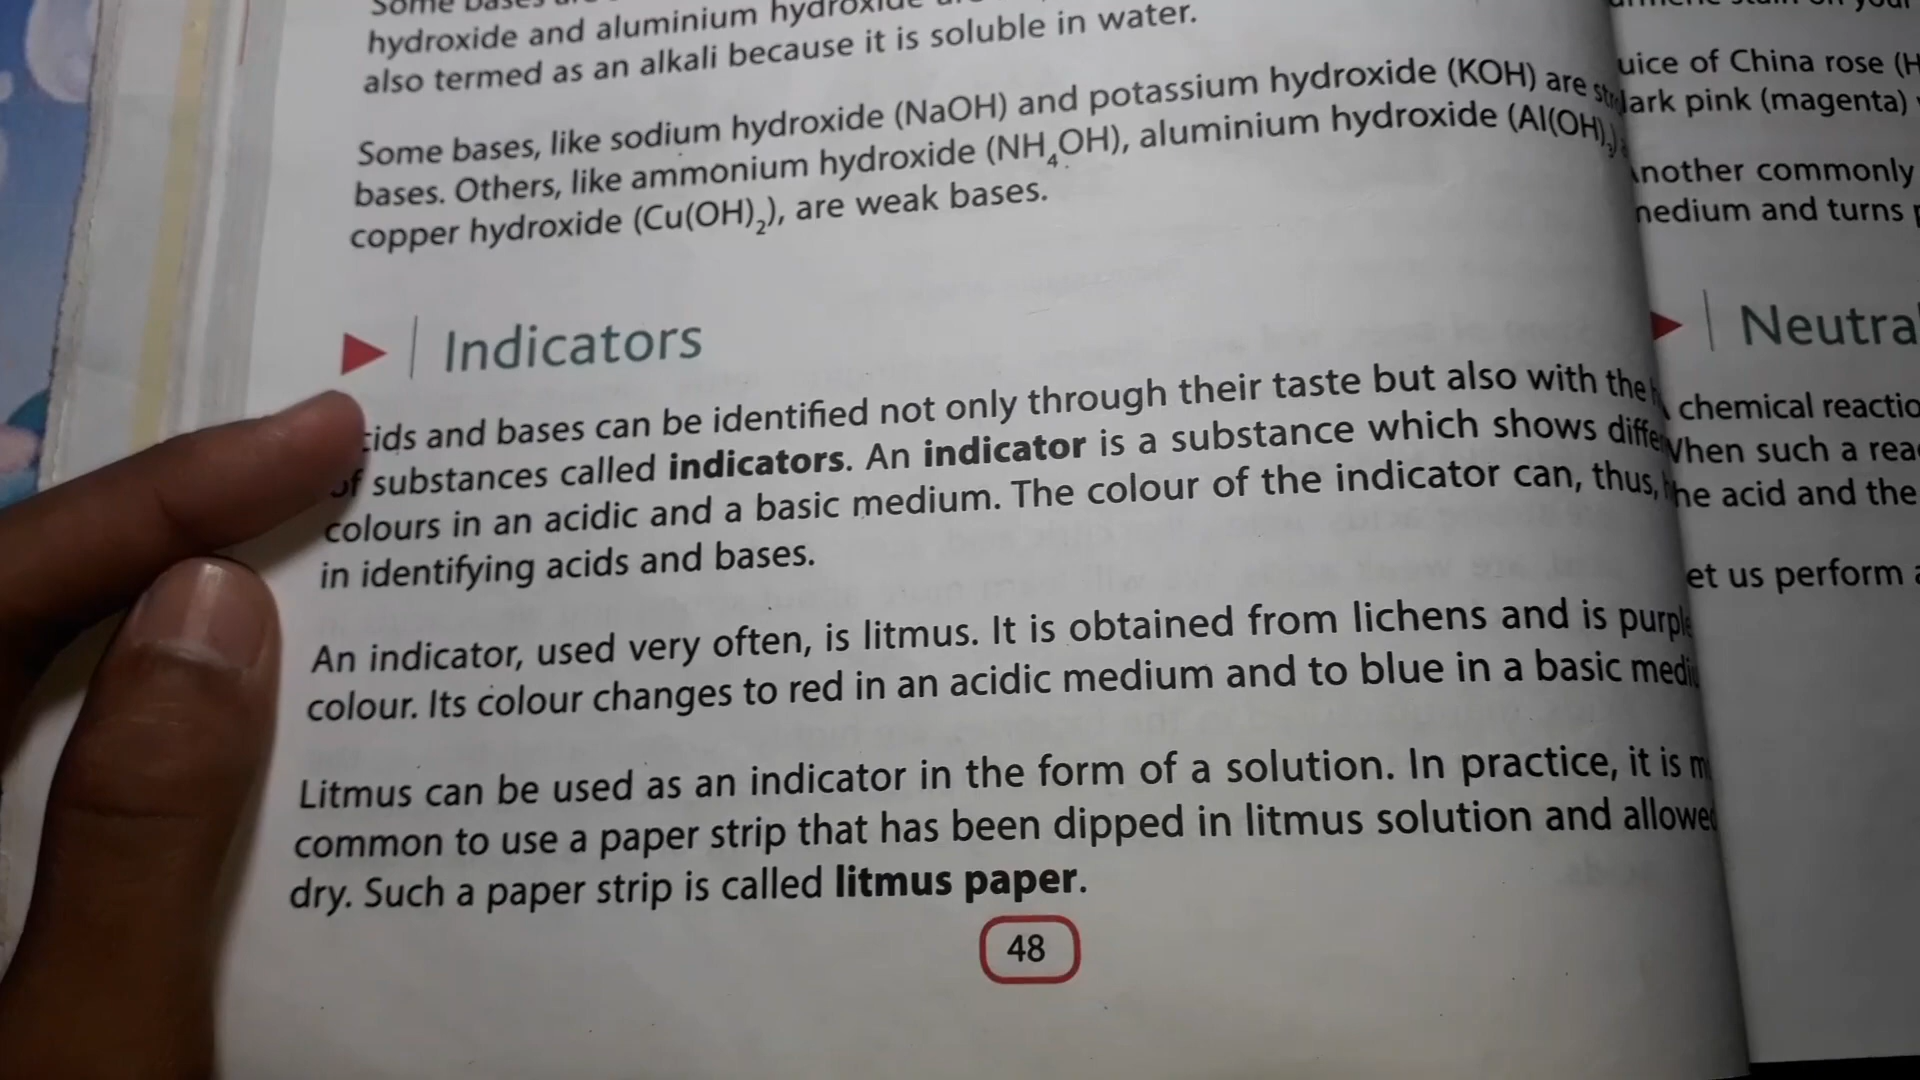 hydroxide and aluminium hydroxide
also termed as an alkali because it is soluble in water.
Some bases, like sodium hydroxide (NaOH) and potassium hydroxide (KOH) are
bases. Others, like ammonium hydroxide (NH₄OH), aluminium hydroxide (Al(OH)₃)
copper hydroxide (Cu(OH)₂), are weak bases.
Indicators
cids and bases can be identified not only through their taste but also with the
of substances called indicators. An indicator is a substance which shows diffe
colours in an acidic and a basic medium. The colour of the indicator can, thus,
in identifying acids and bases.
An indicator, used very often, is litmus. It is obtained from lichens and is purple
colour. Its colour changes to red in an acidic medium and to blue in a basic medi
Litmus can be used as an indicator in the form of a solution. In practice, it is
common to use a paper strip that has been dipped in litmus solution and allowed
dry. Such a paper strip is called litmus paper.
48
uice of China rose (H
dark pink (magenta)
nother commonly
medium and turns
Neutra
chemical reactio
When such a rea
he acid and the
et us perform a